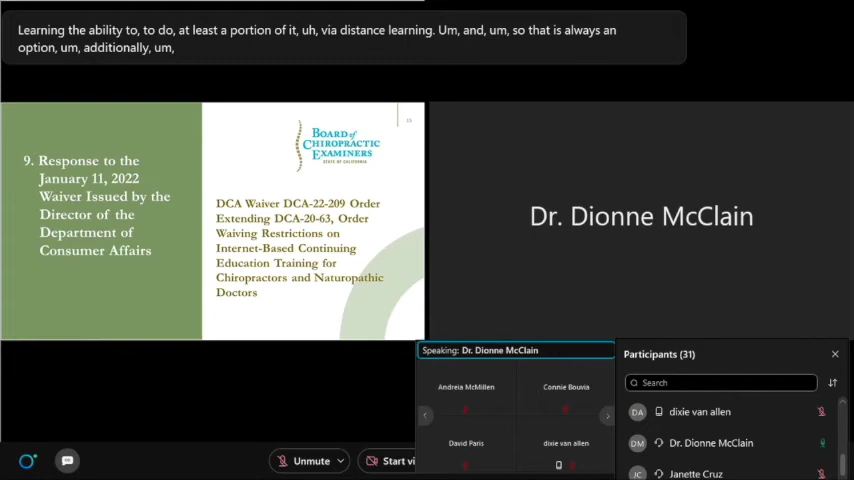 Learning the ability to, to do, at least a portion of it, uh, via distance learning. Um, and, um, so that is always an
option, um, additionally, um,
15
BOARD of
CHIROPRACTIC
EXAMINERS
STATE OF CALIFORNIA
9. Response to the
January 11, 2022
Waiver Issued by the
Director of the
Department of
Consumer Affairs
DCA Waiver DCA-22-209 Order
Extending DCA-20-63, Order
Waiving Restrictions on
Internet-Based Continuing
Education Training for
Chiropractors and Naturopathic
Doctors
Dr. Dionne McClain
Speaking: Dr. Dionne McClain
Andreia McMillen
Connie Bouvia
David Paris
dixie van allen
Participants (31)
Search
DA dixie van allen
DM Dr. Dionne McClain
JC Janette Cruz
Unmute
Start vi